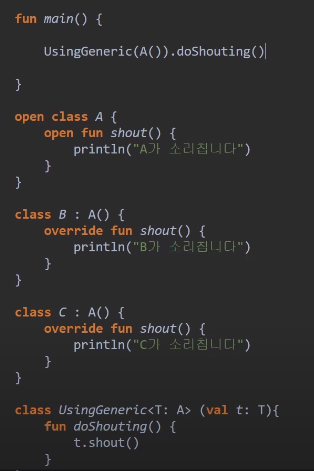 fun main() {
UsingGeneric(A()).doShouting()
}
open class A {
open fun shout() {
println("A가 소리칩니다")
}
}
class B : A() {
override fun shout() {
println("B가 소리칩니다")
}
}
class C : A() {
override fun shout() {
println("C가 소리칩니다")
}
}
class UsingGeneric<T: A> (val t: T){
fun doShouting() {
t.shout()
}
}